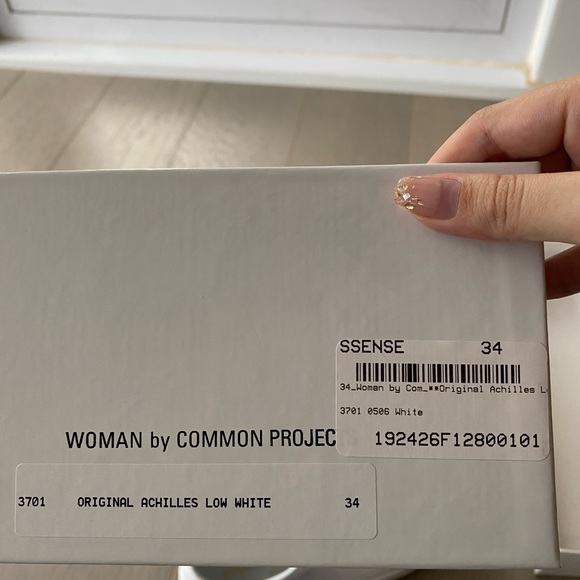 SSENSE 34
34_Woman by Com_**Original Achilles L
3701 0506 White
192426F12800101
WOMAN by COMMON PROJEC
3701 ORIGINAL ACHILLES LOW WHITE 34